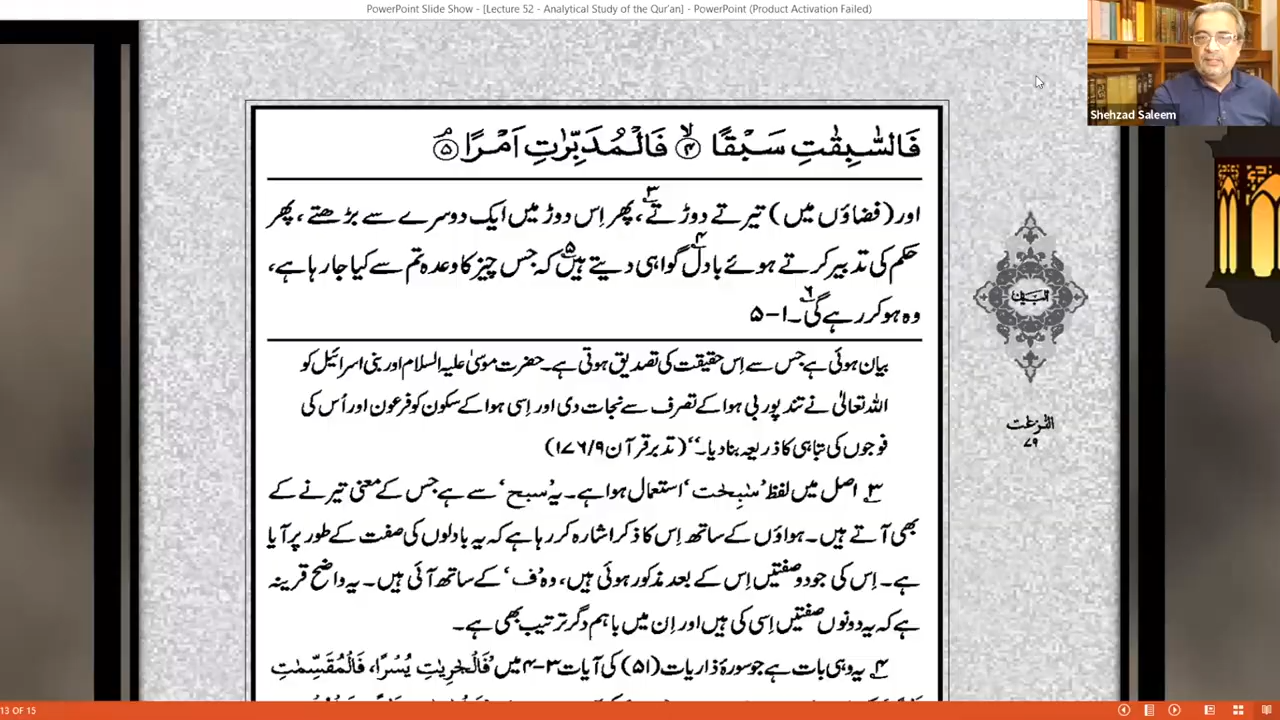 PowerPoint Slide Show - [Lecture 52 - Analytical Study of the Qur'an] - PowerPoint (Product Activation Failed)
Shehzad Saleem
فَالسّٰبِقٰتِ سَبْقًا ﴿۴﴾ۙ فَالْمُدَبِّرٰتِ اَمْرًا ﴿۵﴾ۘ
اور (فضاؤں میں) تیرتے دوڑتے۳، پھر اِس دوڑ میں ایک دوسرے سے بڑھتے، پھر
حکم کی تدبیر کرتے ہوئے بادل۴ گواہی دیتے ہیں۵ کہ جس چیز کا وعدہ تم سے کیا جا رہا ہے،
وہ ہو کر رہے گی۶۔ ۱-۵
بیان ہوئی ہے جس سے اِس حقیقت کی تصدیق ہوتی ہے۔ حضرت موسیٰ علیہ السلام اور بنی اسرائیل کو
اللہ تعالیٰ نے تند پوربی ہوا کے تصرف سے نجات دی اور اِسی ہوا کے سکون کو فرعون اور اُس کی
فوجوں کی تباہی کا ذریعہ بنا دیا۔‘‘ (تدبر قرآن ۹/ ۱۷۶)
۳ اصل میں لفظ ’سٰبِحٰت‘ استعمال ہوا ہے۔ یہ ’سبح‘ سے ہے جس کے معنی تیرنے کے
بھی آتے ہیں۔ ہواؤں کے ساتھ اِس کا ذکر اشارہ کر رہا ہے کہ یہ بادلوں کی صفت کے طور پر آیا
ہے۔ اِس کی جو دو صفتیں اِس کے بعد مذکور ہوئی ہیں، وہ ’ف‘ کے ساتھ آئی ہیں۔ یہ واضح قرینہ
ہے کہ یہ دونوں صفتیں اِسی کی ہیں اور اِن میں باہم دگر ترتیب بھی ہے۔
۴ یہ وہی بات ہے جو سورۂ ذاریات (۵۱) کی آیات ۳-۴ میں ’فَالْجٰرِیٰتِ یُسْرًا، فَالْمُقَسِّمٰتِ
البیان
النّٰزعٰت
۷۹
13 OF 15